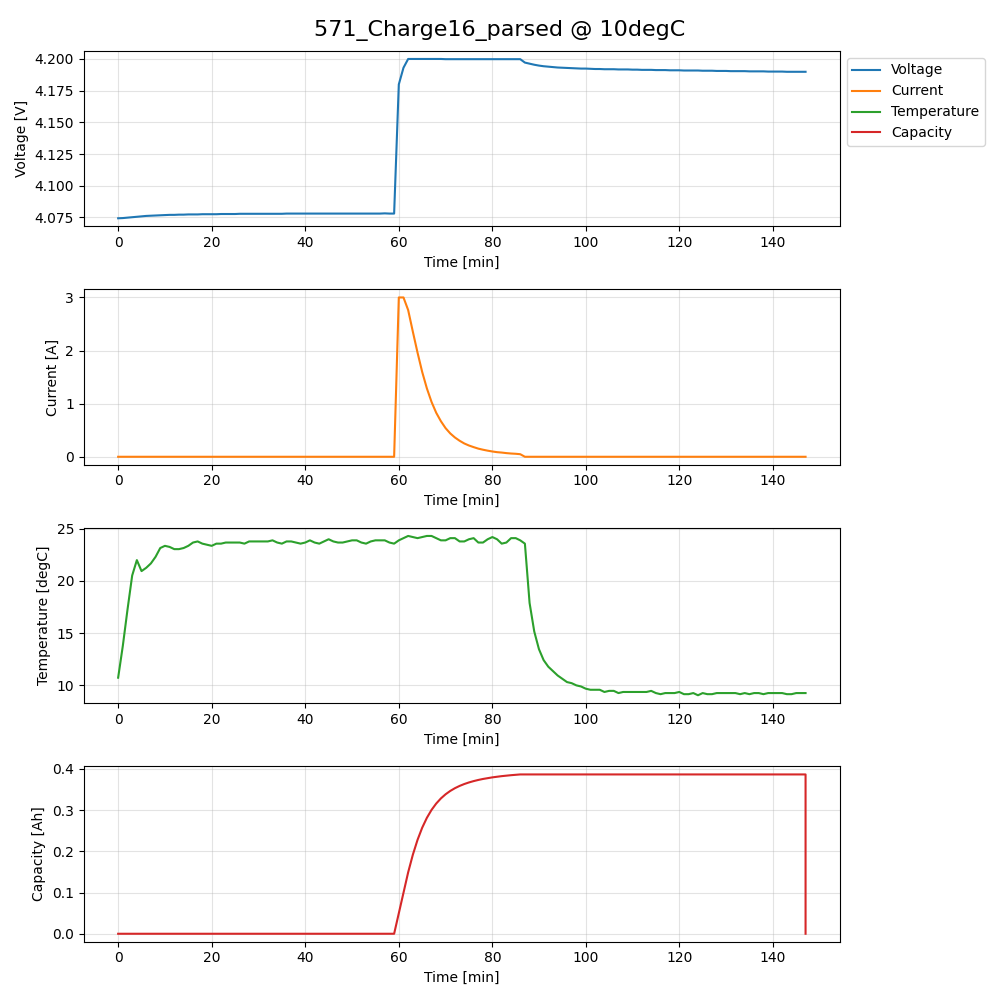 571_Charge16_parsed @ 10degC
4.200
4.175
4.150
4.125
4.100
4.075
Voltage [V]
0 20 40 60 80 100 120 140
Time [min]
Voltage
Current
Temperature
Capacity
3
2
1
0
Current [A]
0 20 40 60 80 100 120 140
Time [min]
25
20
15
10
Temperature [degC]
0 20 40 60 80 100 120 140
Time [min]
0.4
0.3
0.2
0.1
0.0
Capacity [Ah]
0 20 40 60 80 100 120 140
Time [min]